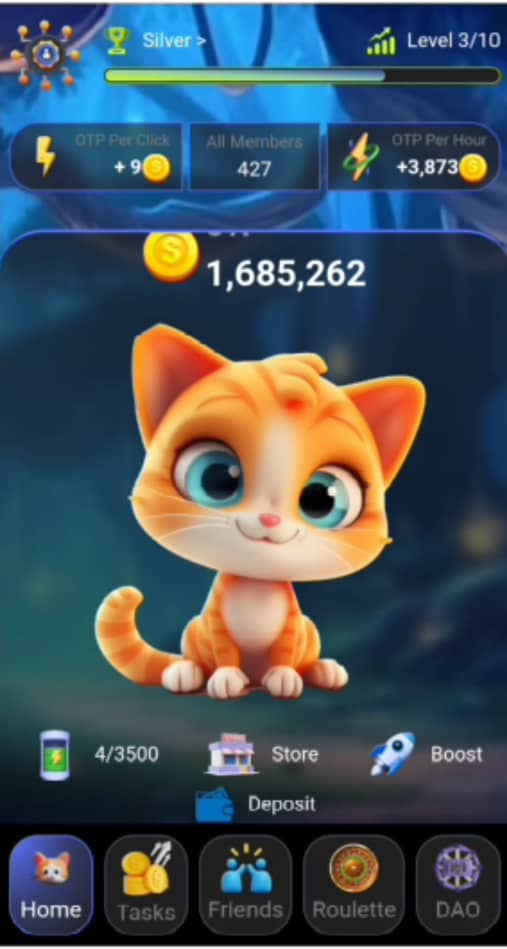 Silver >
Level 3/10
OTP Per Click
+ 9
All Members
427
OTP Per Hour
+3,873
1,685,262
4/3500
Store
Boost
Deposit
Home
Tasks
Friends
Roulette
DAO